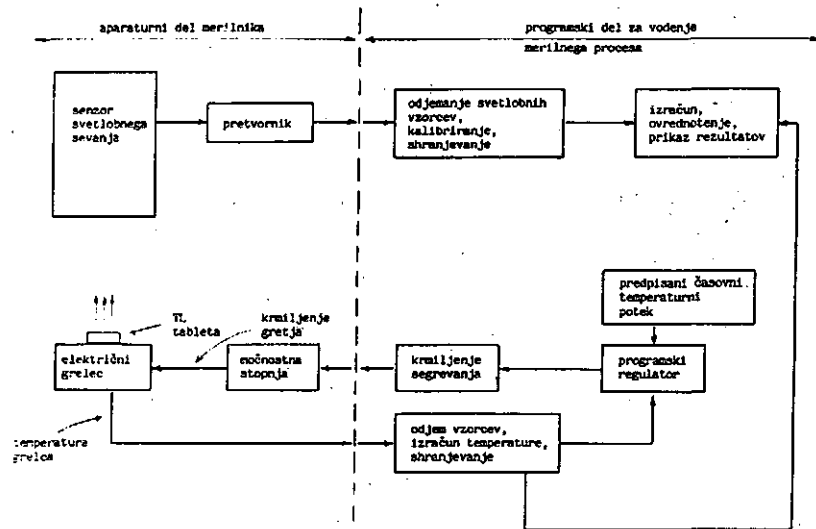 aparaturni del merilnika
programski del za vodenje
merilnega procesa
senzor
svetlobnega
sevanja
pretvornik
odjemanje svetlobnih
vzorcev,
kalibriranje,
shranjevanje
izračun,
ovrednotenje,
prikaz rezultatov
predpisani časovni
temperaturni
potek
TL
tableta
krmiljenje
gretja
električni
grelec
močnostna
stopnja
krmiljenje
segrevanja
programski
regulator
temperatura
grelca
odjem vzorcev,
izračun temperature,
shranjevanje